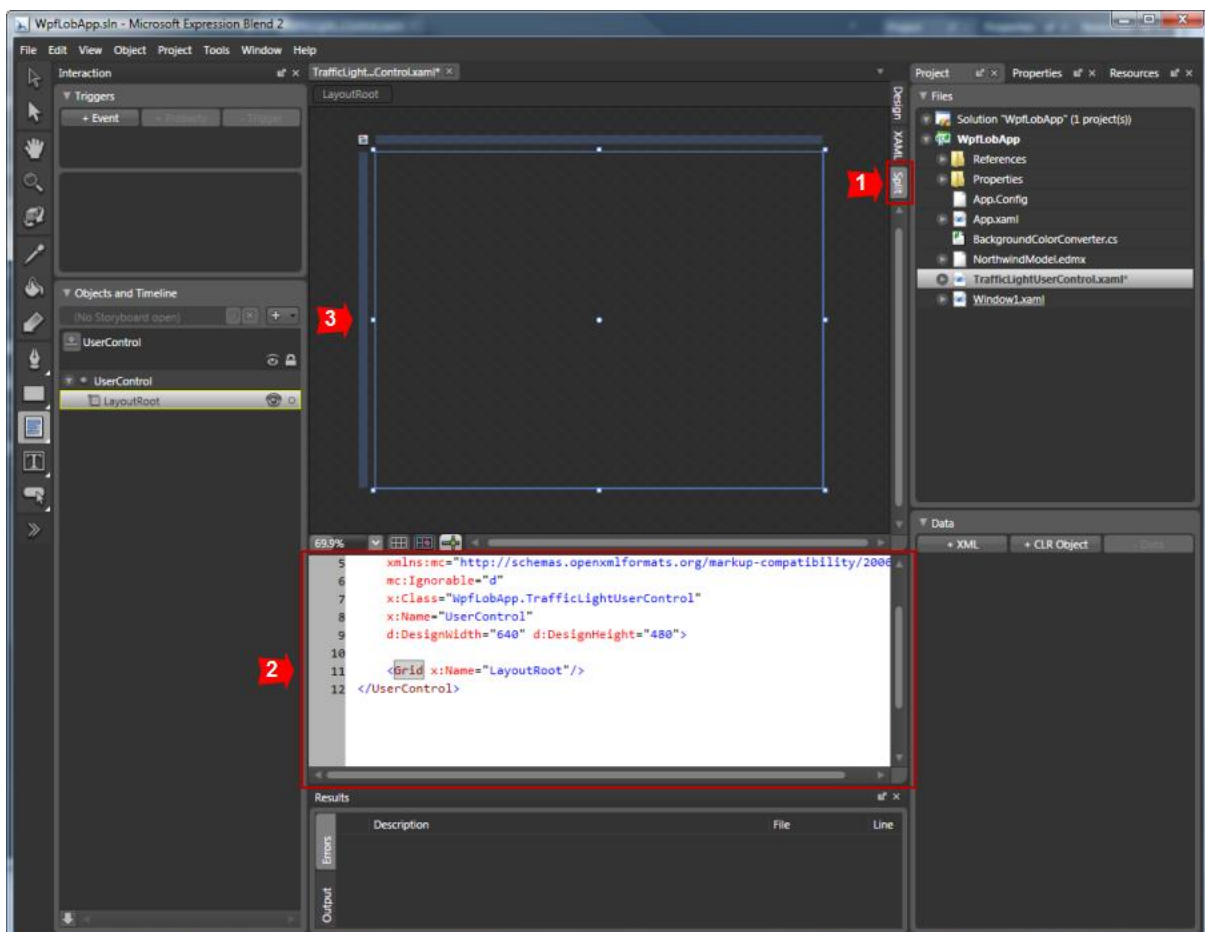 WpfLobApp.sln - Microsoft Expression Blend 2
File Edit View Object Project Tools Window Help
Interaction
Triggers
+ Event + Property - Trigger
Objects and Timeline
(No Storyboard open)
UserControl
UserControl
LayoutRoot
TrafficLight...Control.xaml*
LayoutRoot
Design XAML Split
1
3
69.9%
5 xmlns:mc="http://schemas.openxmlformats.org/markup-compatibility/2006
6 mc:Ignorable="d"
7 x:Class="WpfLobApp.TrafficLightUserControl"
8 x:Name="UserControl"
9 d:DesignWidth="640" d:DesignHeight="480">
10
11 <Grid x:Name="LayoutRoot"/>
12 </UserControl>
2
Results
Errors
Output
Description File Line
Project Properties Resources
Files
Solution "WpfLobApp" (1 project(s))
WpfLobApp
References
Properties
App.Config
App.xaml
BackgroundColorConverter.cs
NorthwindModel.edmx
TrafficLightUserControl.xaml*
Window1.xaml
Data
+ XML + CLR Object - Data